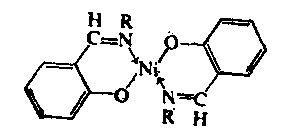 H R
C=N O
Ni
O N=C
R H